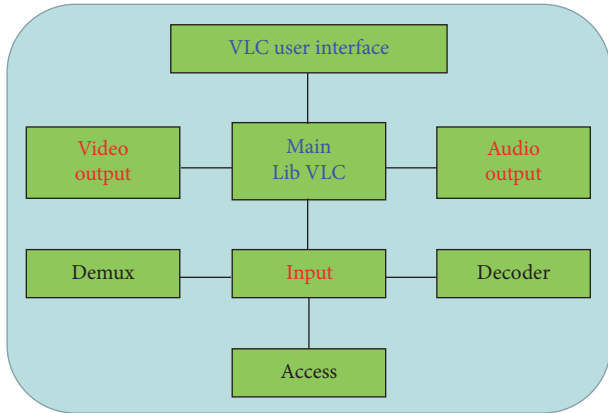 VLC user interface
Video
output
Main
Lib VLC
Audio
output
Demux
Input
Decoder
Access